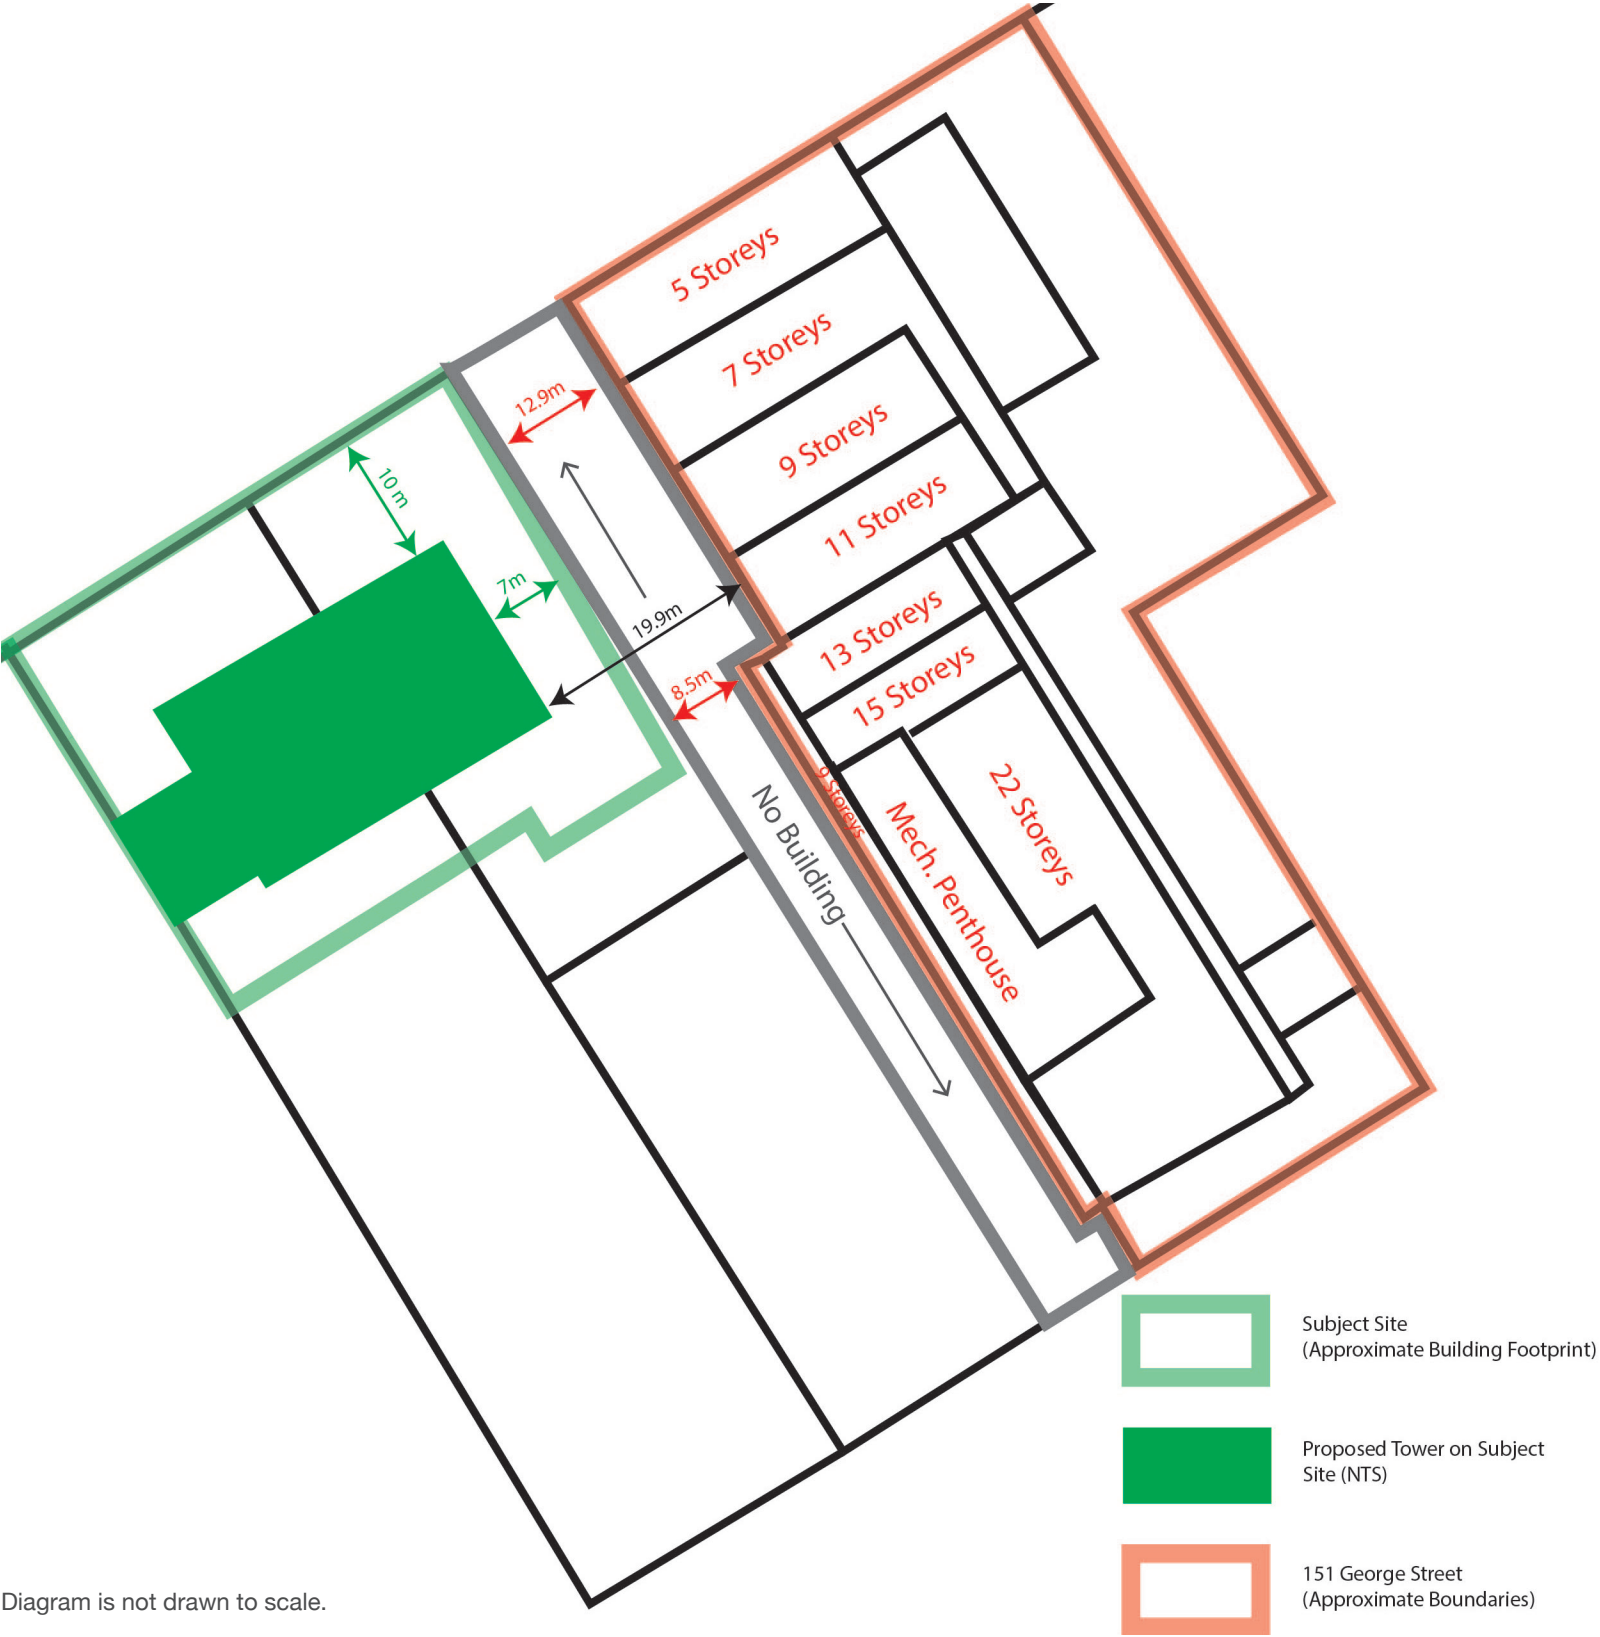 5 Storeys
7 Storeys
12.9m
9 Storeys
10 m
11 Storeys
7m
19.9m
13 Storeys
8.5m
15 Storeys
9 Storeys
22 Storeys
No Building
Mech. Penthouse
Subject Site
(Approximate Building Footprint)
Proposed Tower on Subject
Site (NTS)
151 George Street
(Approximate Boundaries)
Diagram is not drawn to scale.